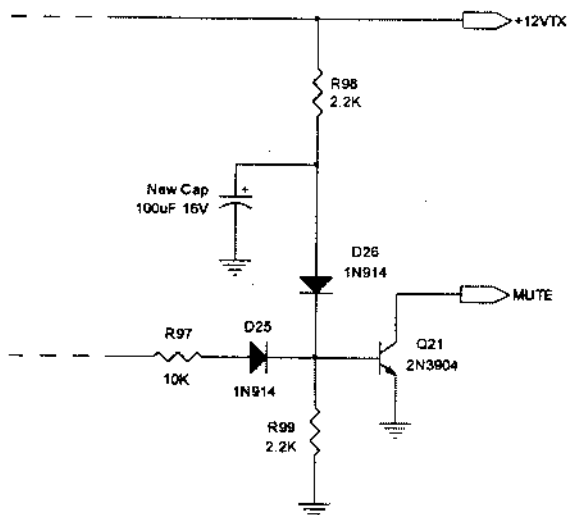 +12VTX
R98
2.2K
New Cap
+
100uF 16V
D26
1N914
MUTE
R97
D25
Q21
2N3904
10K
1N914
R99
2.2K